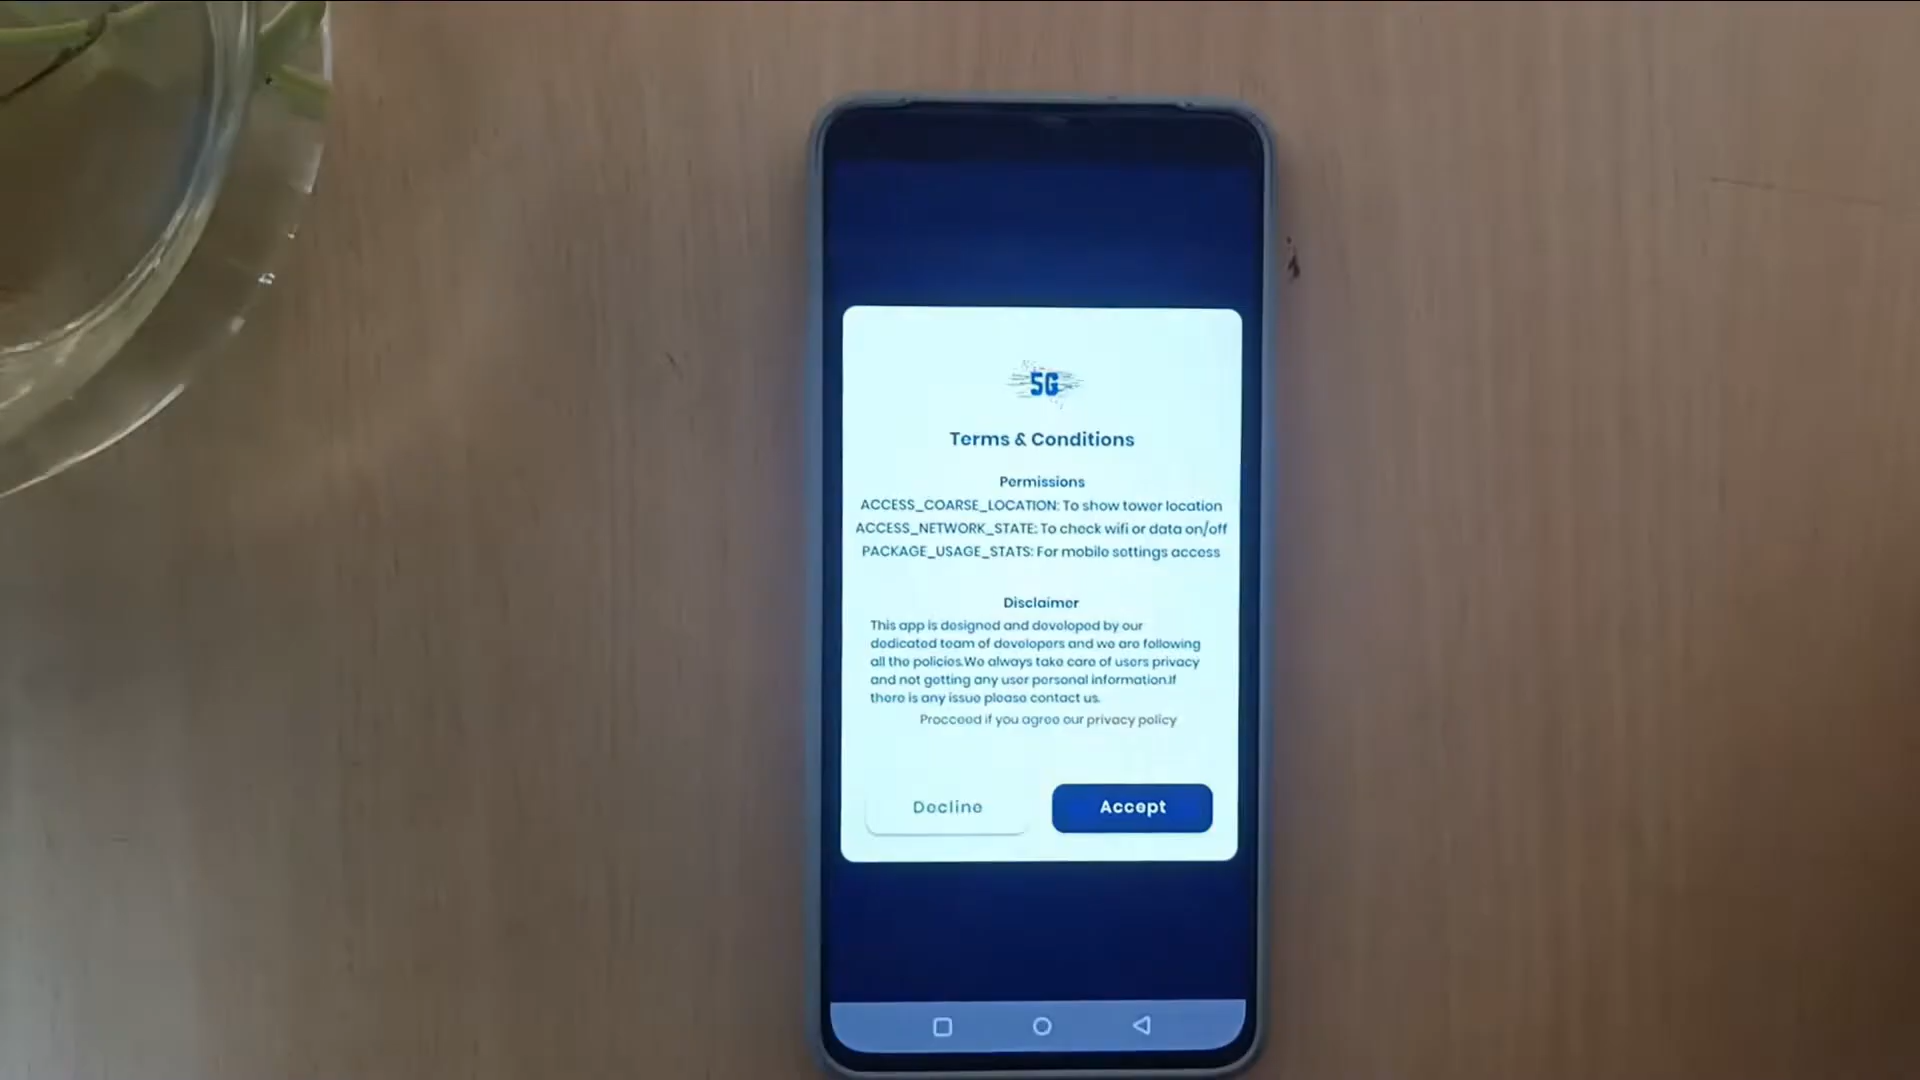 5G
Terms & Conditions
Permissions
ACCESS_COARSE_LOCATION: To show tower location
ACCESS_NETWORK_STATE: To check wifi or data on/off
PACKAGE_USAGE_STATS: For mobile settings access
Disclaimer
This app is designed and developed by our
dedicated team of developers and we are following
all the policies.We always take care of users privacy
and not getting any user personal information.If
there is any issue please contact us.
Procceed if you agree our privacy policy
Decline
Accept